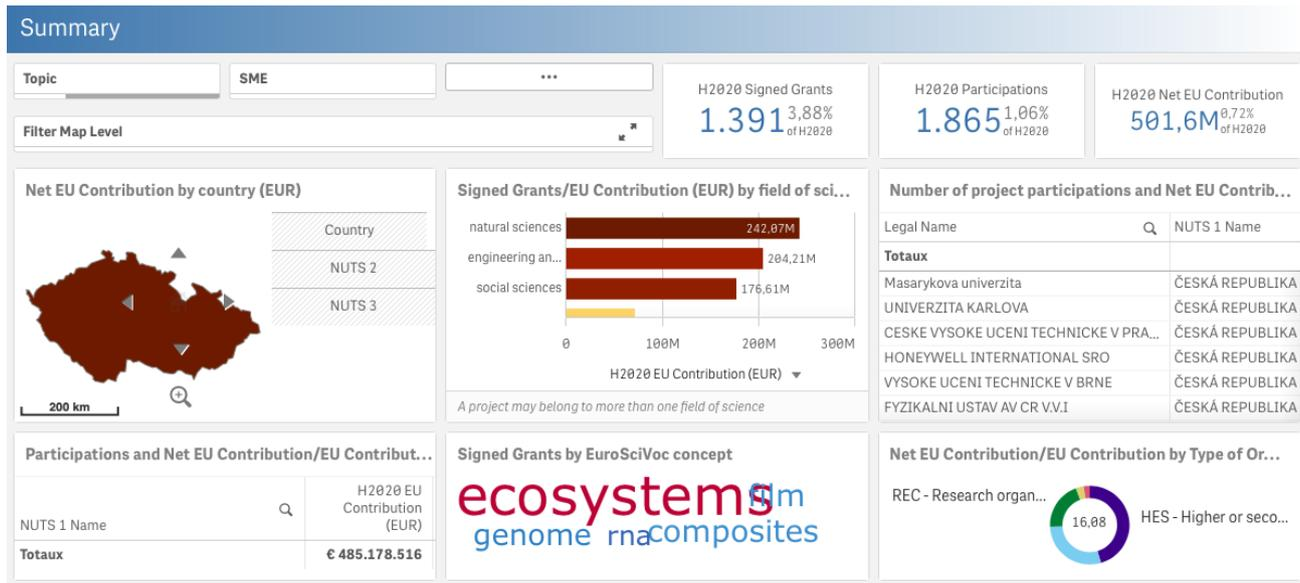 Summary
Topic
SME
...
Filter Map Level
H2020 Signed Grants
1.391 3,88%
of H2020
H2020 Participations
1.865 1,06%
of H2020
H2020 Net EU Contribution
501,6M 0,72%
of H2020
Net EU Contribution by country (EUR)
Country
NUTS 2
NUTS 3
200 km
Signed Grants/EU Contribution (EUR) by field of sci...
natural sciences 242,07M
engineering an... 204,21M
social sciences 176,61M
0 100M 200M 300M
H2020 EU Contribution (EUR)
A project may belong to more than one field of science
Number of project participations and Net EU Contrib...
Legal Name NUTS 1 Name
Totaux
Masarykova univerzita ČESKÁ REPUBLIKA
UNIVERZITA KARLOVA ČESKÁ REPUBLIKA
CESKE VYSOKE UCENI TECHNICKE V PRA... ČESKÁ REPUBLIKA
HONEYWELL INTERNATIONAL SRO ČESKÁ REPUBLIKA
VYSOKE UCENI TECHNICKE V BRNE ČESKÁ REPUBLIKA
FYZIKALNI USTAV AV CR V.V.I ČESKÁ REPUBLIKA
Participations and Net EU Contribution/EU Contribut...
H2020 EU
Contribution
NUTS 1 Name (EUR)
Totaux € 485.178.516
Signed Grants by EuroSciVoc concept
ecosystems film
genome rna composites
Net EU Contribution/EU Contribution by Type of Or...
REC - Research organ...
16,08
HES - Higher or seco...